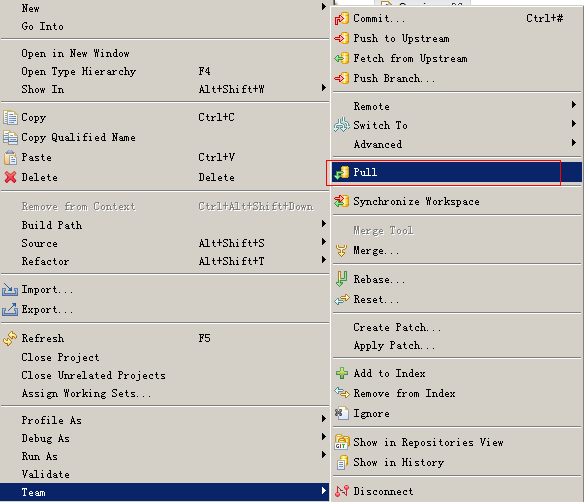 New
Go Into
Open in New Window
Open Type Hierarchy F4
Show In Alt+Shift+W
Copy Ctrl+C
Copy Qualified Name
Paste Ctrl+V
Delete Delete
Remove from Context Ctrl+Alt+Shift+Down
Build Path
Source Alt+Shift+S
Refactor Alt+Shift+T
Import...
Export...
Refresh F5
Close Project
Close Unrelated Projects
Assign Working Sets...
Profile As
Debug As
Run As
Validate
Team
Commit... Ctrl+#
Push to Upstream
Fetch from Upstream
Push Branch...
Remote
Switch To
Advanced
Pull
Synchronize Workspace
Merge Tool
Merge...
Rebase...
Reset...
Create Patch...
Apply Patch...
Add to Index
Remove from Index
Ignore
GIT Show in Repositories View
Show in History
Disconnect